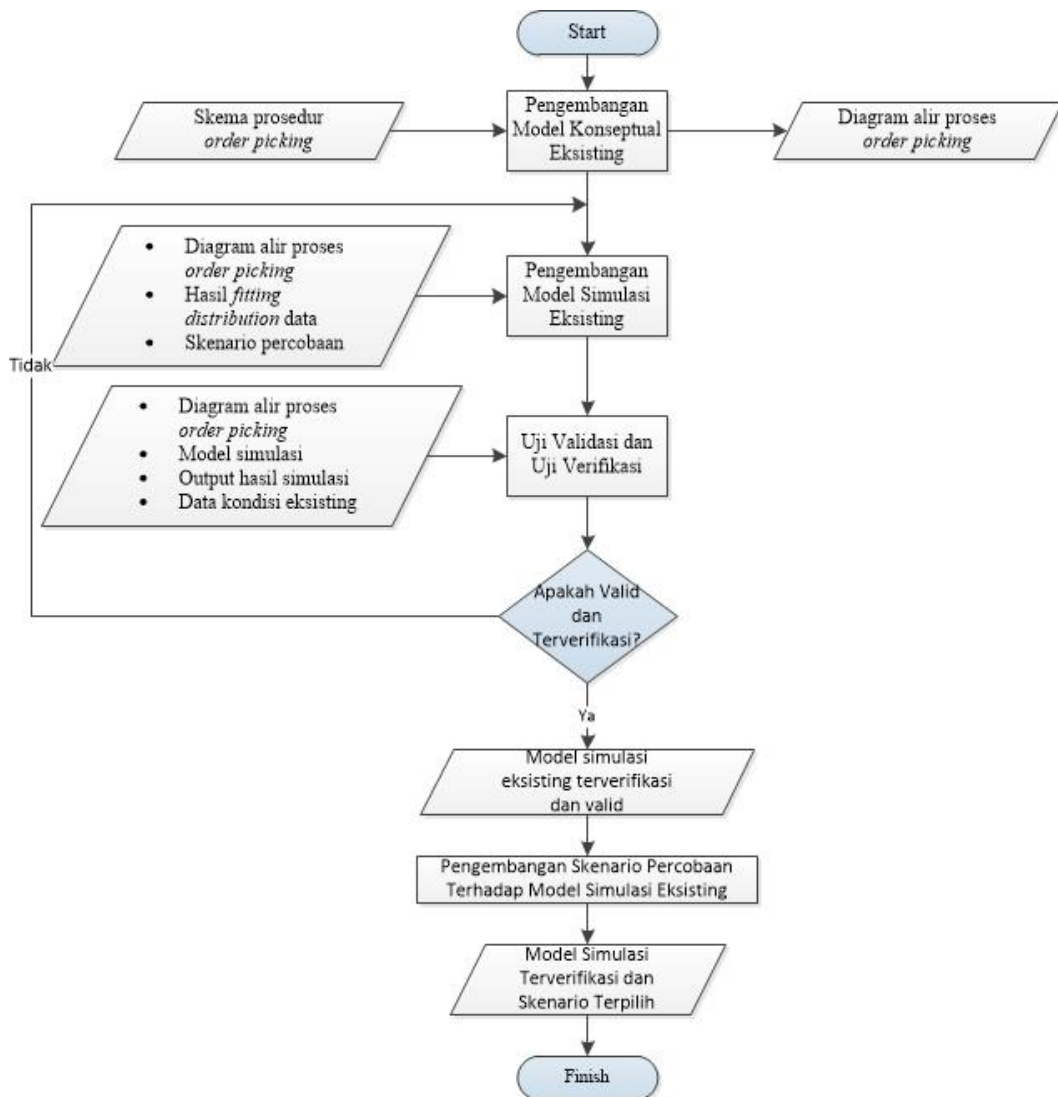 Start
Skema prosedur
order picking
Pengembangan
Model Konseptual
Eksisting
Diagram alir proses
order picking
• Diagram alir proses
order picking
• Hasil fitting
distribution data
• Skenario percobaan
Pengembangan
Model Simulasi
Eksisting
Tidak
• Diagram alir proses
order picking
• Model simulasi
• Output hasil simulasi
• Data kondisi eksisting
Uji Validasi dan
Uji Verifikasi
Apakah Valid
dan
Terverifikasi?
Ya
Model simulasi
eksisting terverifikasi
dan valid
Pengembangan Skenario Percobaan
Terhadap Model Simulasi Eksisting
Model Simulasi
Terverifikasi dan
Skenario Terpilih
Finish